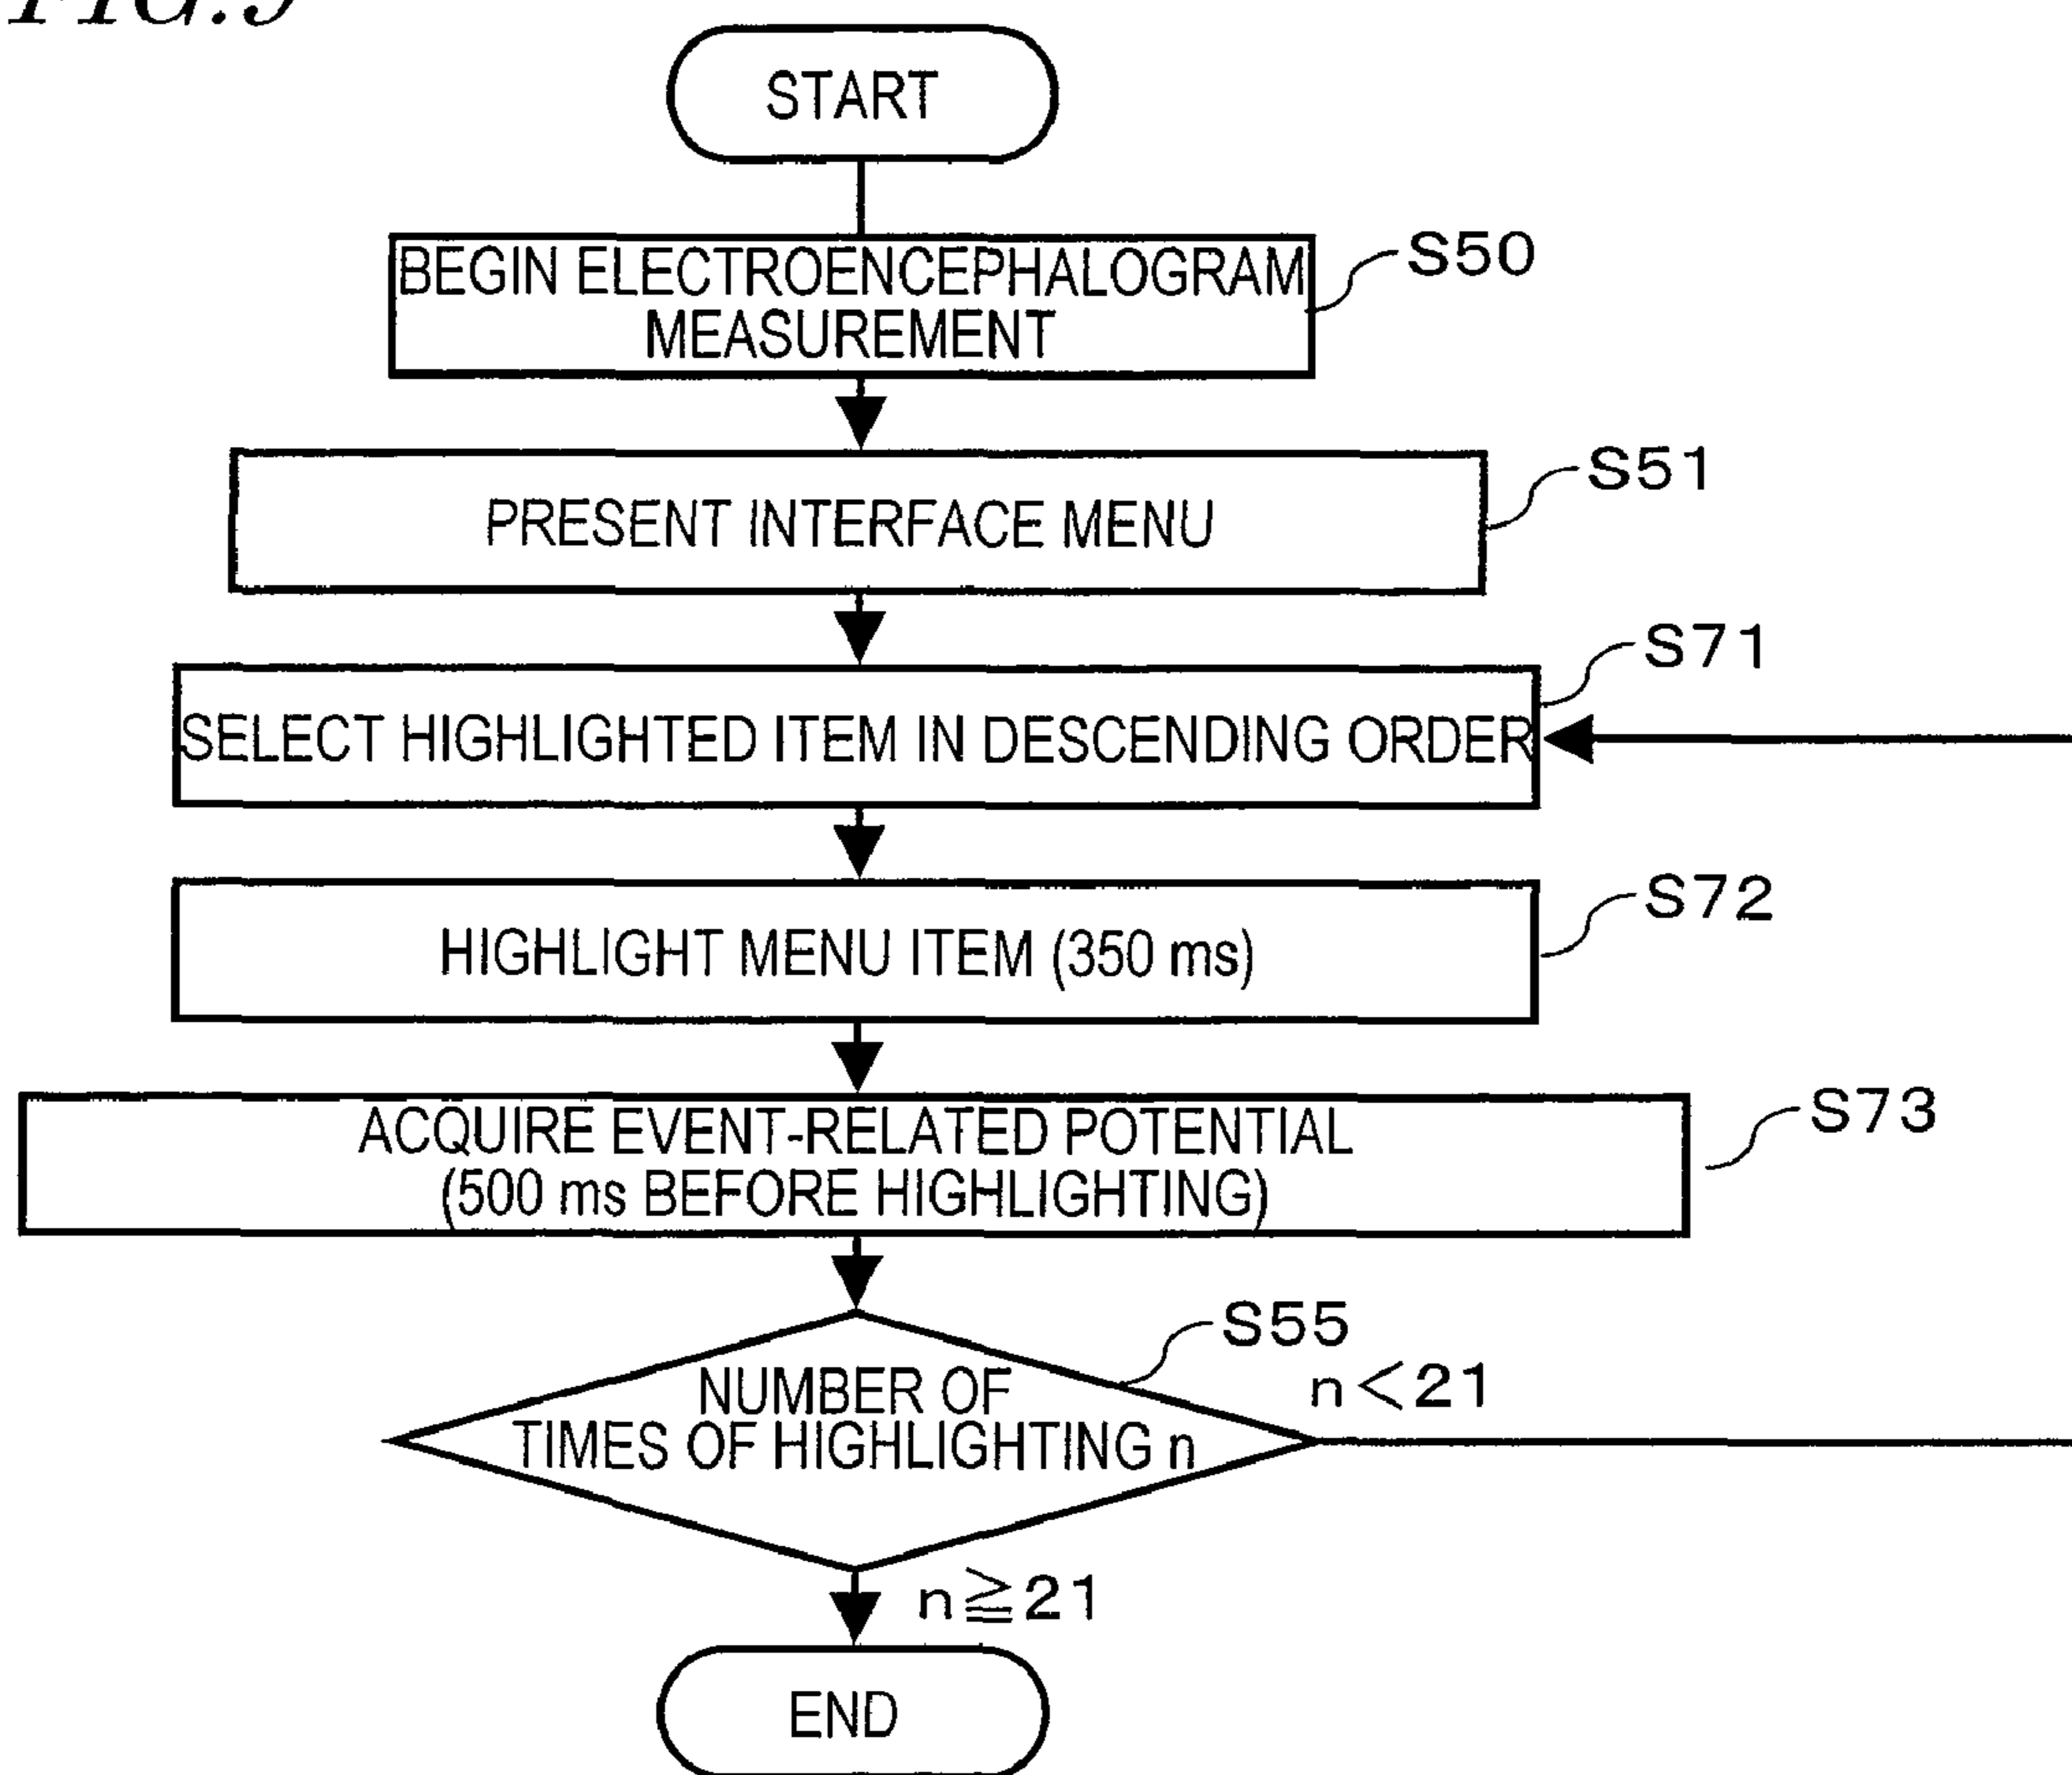 START
BEGIN ELECTROENCEPHALOGRAM
MEASUREMENT
S50
PRESENT INTERFACE MENU
S51
SELECT HIGHLIGHTED ITEM IN DESCENDING ORDER
S71
HIGHLIGHT MENU ITEM (350 ms)
S72
ACQUIRE EVENT-RELATED POTENTIAL
(500 ms BEFORE HIGHLIGHTING)
S73
NUMBER OF
TIMES OF HIGHLIGHTING n
S55
n<21
n≧21
END